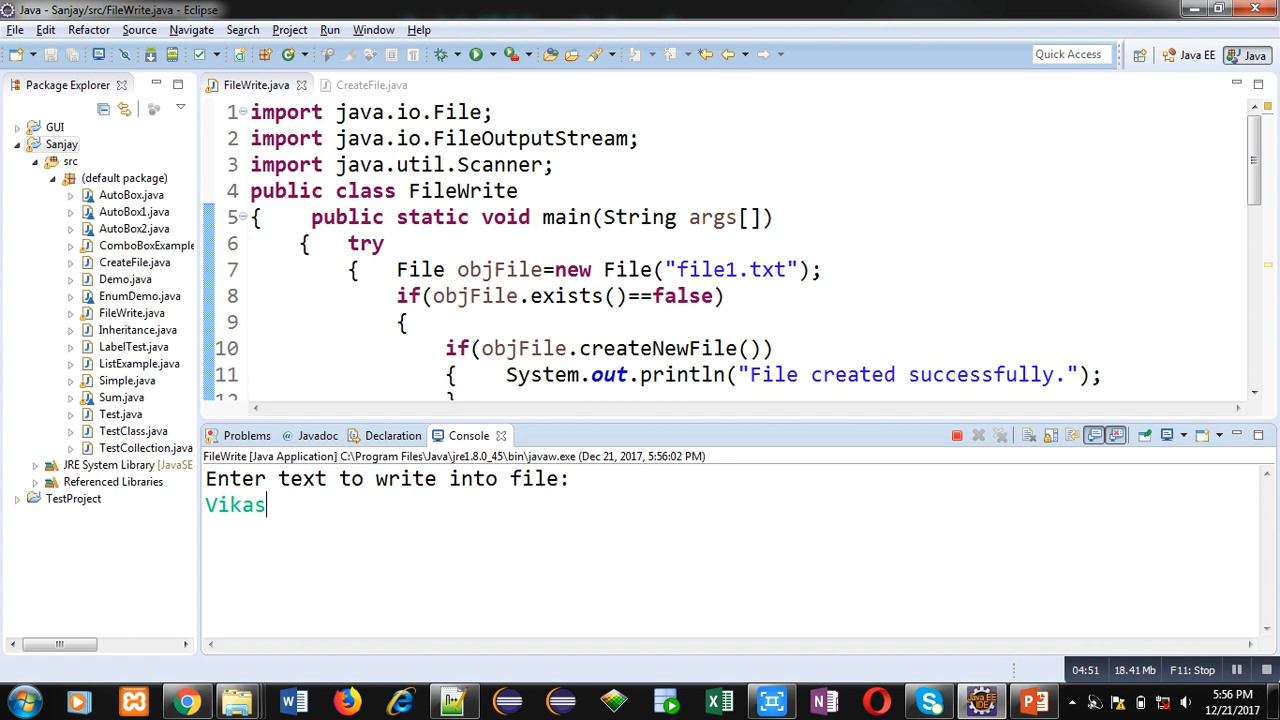 Java - Sanjay/src/FileWrite.java - Eclipse
File Edit Refactor Source Navigate Search Project Run Window Help
Quick Access Java EE Java
Package Explorer
GUI
Sanjay
src
(default package)
AutoBox.java
AutoBox1.java
AutoBox2.java
ComboBoxExample
CreateFile.java
Demo.java
EnumDemo.java
FileWrite.java
Inheritance.java
LabelTest.java
ListExample.java
Simple.java
Sum.java
Test.java
TestClass.java
TestCollection.java
JRE System Library [JavaSE
Referenced Libraries
TestProject
FileWrite.java CreateFile.java
1 import java.io.File;
2 import java.io.FileOutputStream;
3 import java.util.Scanner;
4 public class FileWrite
5 { public static void main(String args[])
6 { try
7 { File objFile=new File("file1.txt");
8 if(objFile.exists()==false)
9 {
10 if(objFile.createNewFile())
11 { System.out.println("File created successfully.");
12 }
Problems Javadoc Declaration Console
FileWrite [Java Application] C:\Program Files\Java\jre1.8.0_45\bin\javaw.exe (Dec 21, 2017, 5:56:02 PM)
Enter text to write into file:
Vikas
04:51 18.41 Mb F11: Stop
5:56 PM
12/21/2017